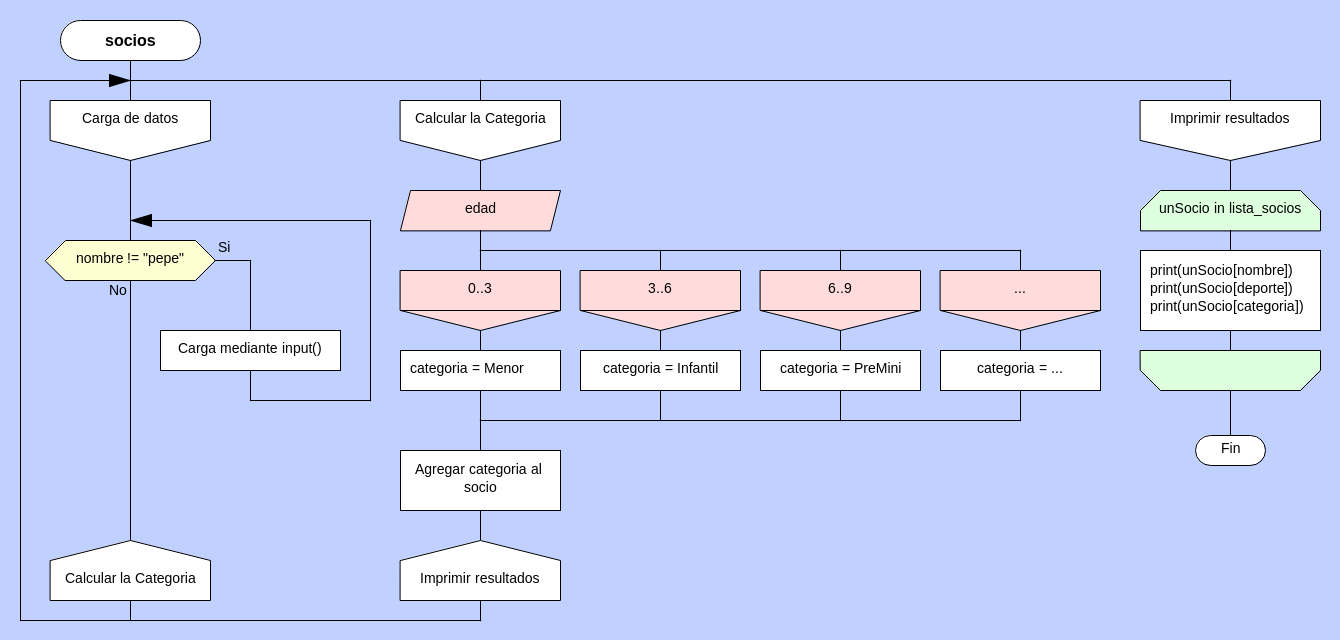 socios
Carga de datos
nombre != "pepe"
Si
No
Carga mediante input()
Calcular la Categoria
Calcular la Categoria
edad
0..3
3..6
6..9
...
categoria = Menor
categoria = Infantil
categoria = PreMini
categoria = ...
Agregar categoria al
socio
Imprimir resultados
Imprimir resultados
unSocio in lista_socios
print(unSocio[nombre])
print(unSocio[deporte])
print(unSocio[categoria])
Fin